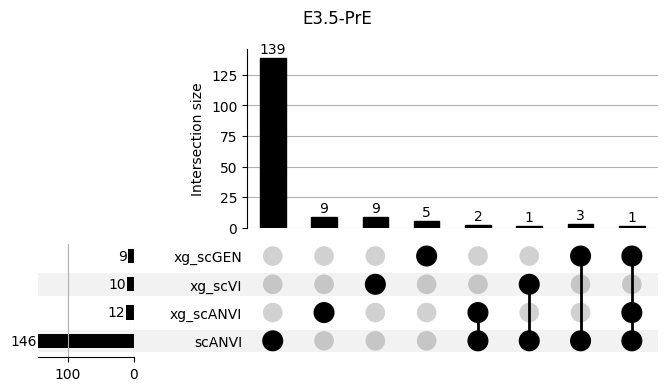 E3.5-PrE
139
125
100
75
50
25
0
Intersection size
9 9 5 2 1 3 1
9 xg_scGEN
10 xg_scVI
12 xg_scANVI
146 scANVI
100 0